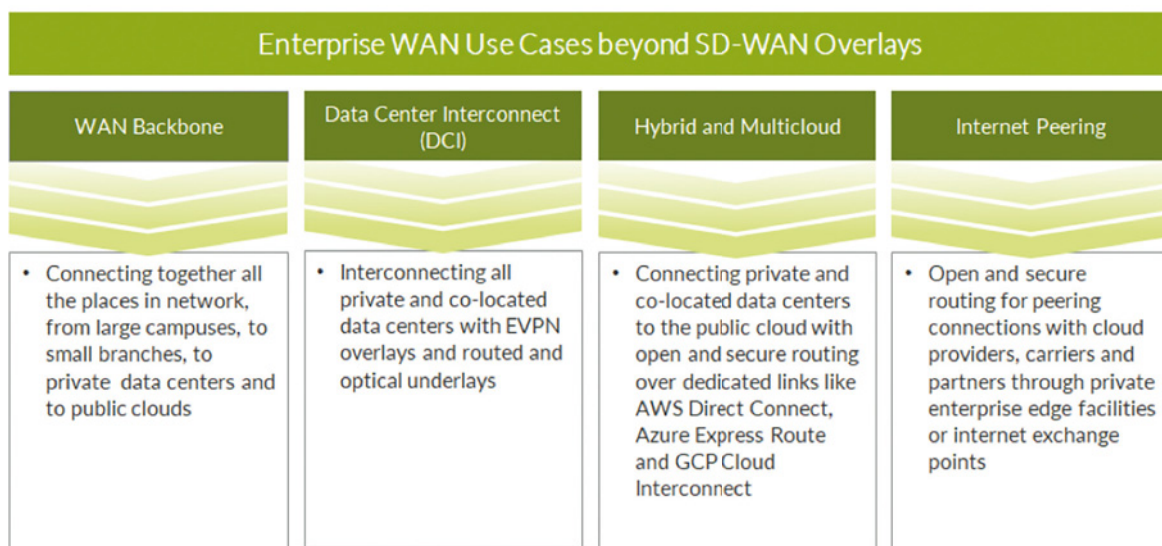 Enterprise WAN Use Cases beyond SD-WAN Overlays
WAN Backbone
• Connecting together all
the places in network,
from large campuses, to
small branches, to
private data centers and
to public clouds
Data Center Interconnect
(DCI)
• Interconnecting all
private and co-located
data centers with EVPN
overlays and routed and
optical underlays
Hybrid and Multicloud
• Connecting private and
co-located data centers
to the public cloud with
open and secure routing
over dedicated links like
AWS Direct Connect,
Azure Express Route
and GCP Cloud
Interconnect
Internet Peering
• Open and secure
routing for peering
connections with cloud
providers, carriers and
partners through private
enterprise edge facilities
or internet exchange
points